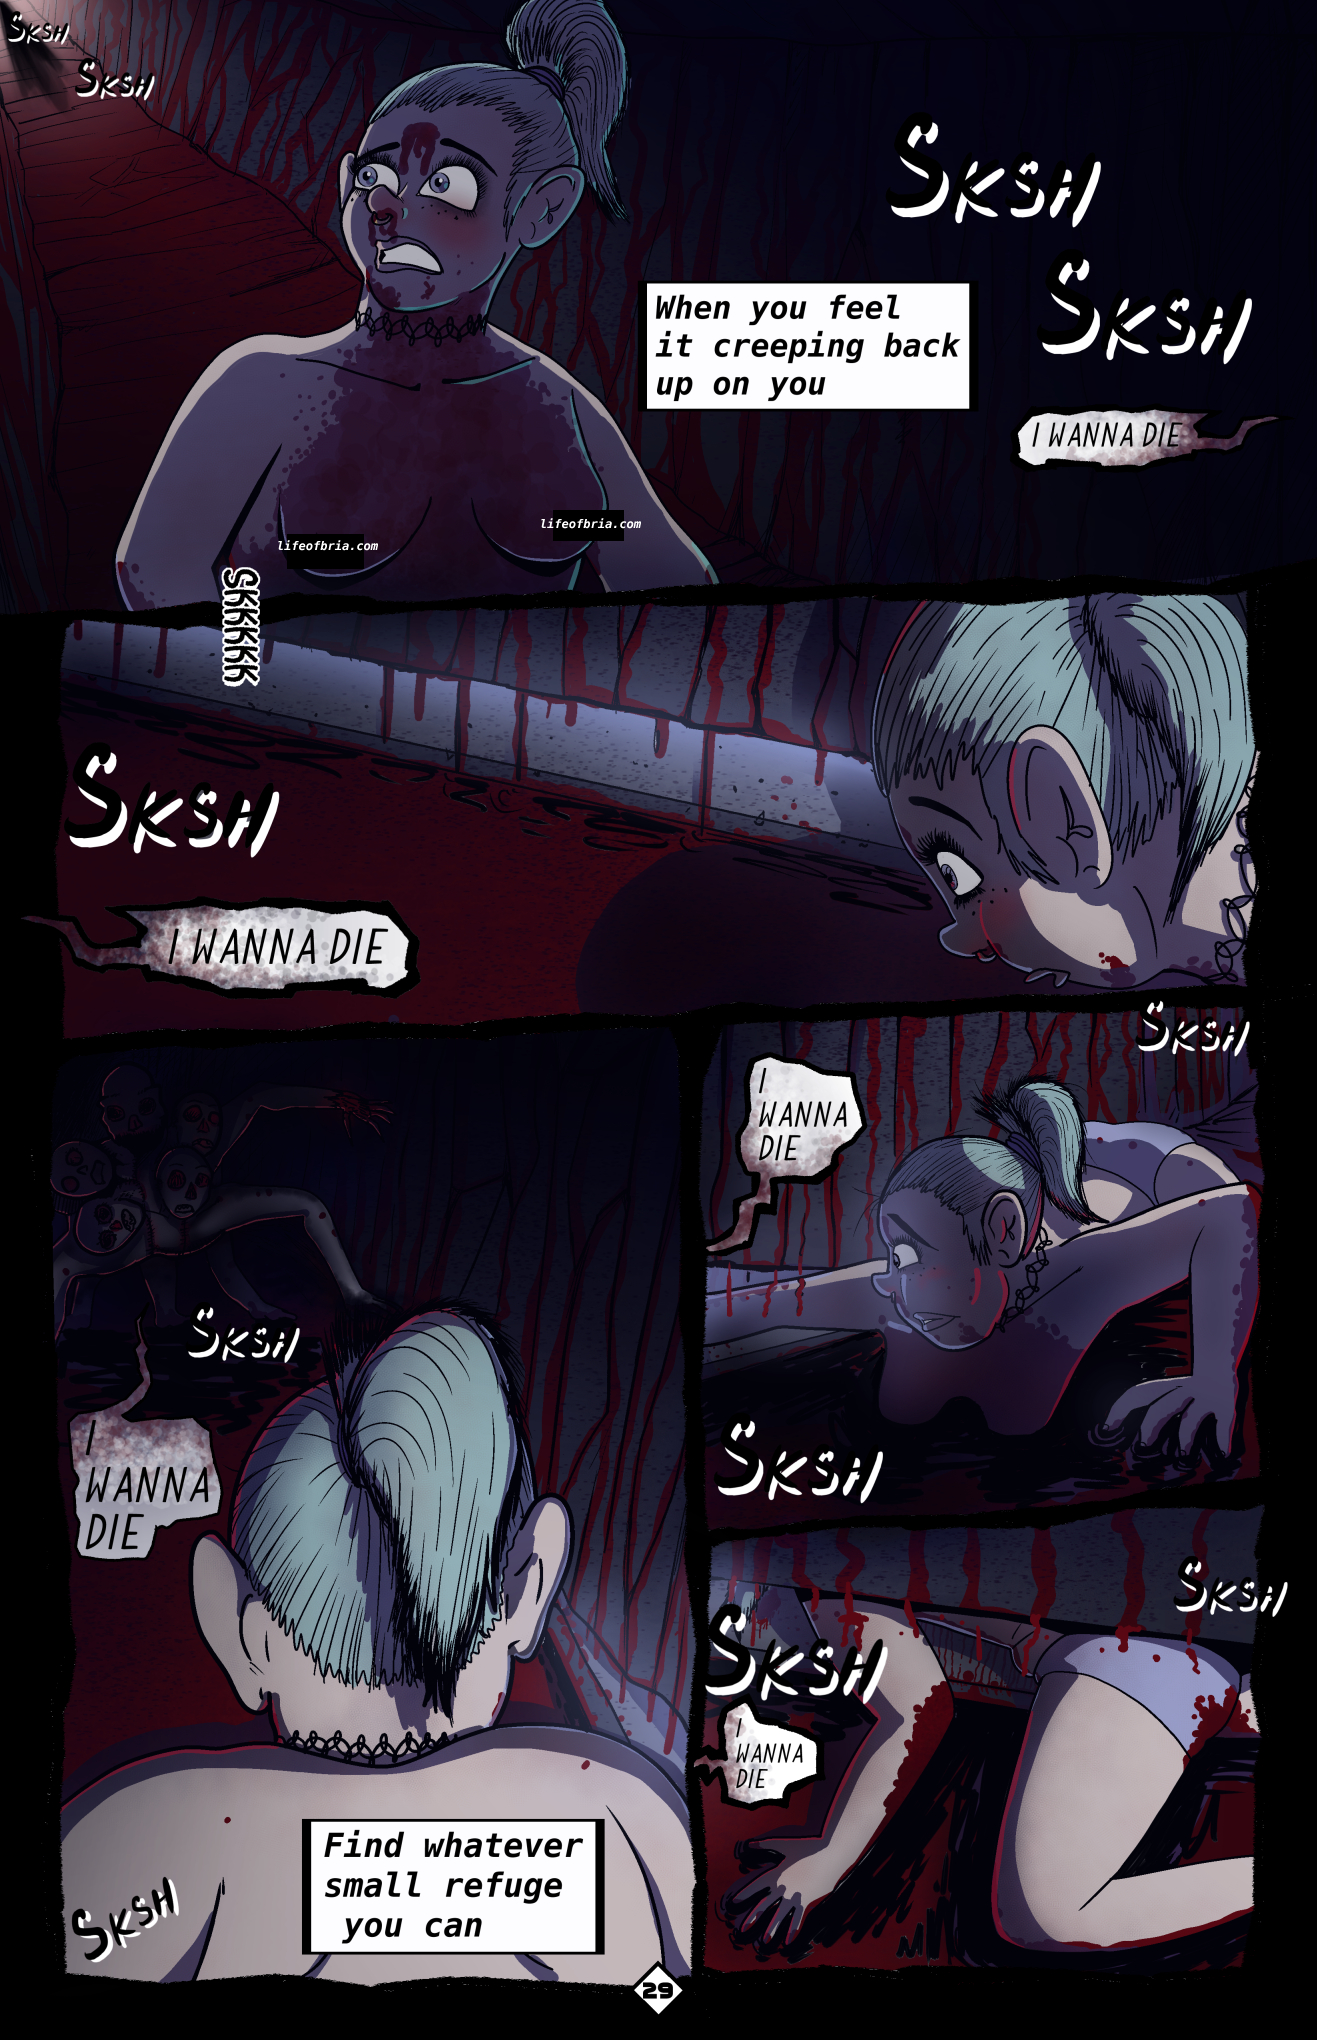 SKSH
SKSH
SKSH
SKSH
When you feel
it creeping back
up on you
I WANNA DIE
lifeofbria.com
lifeofbria.com
SKKKKK
SKSH
I WANNA DIE
SKSH
I
WANNA
DIE
SKSH
I
WANNA
DIE
SKSH
Find whatever
small refuge
you can
SKSH
SKSH
SKSH
I
WANNA
DIE
29